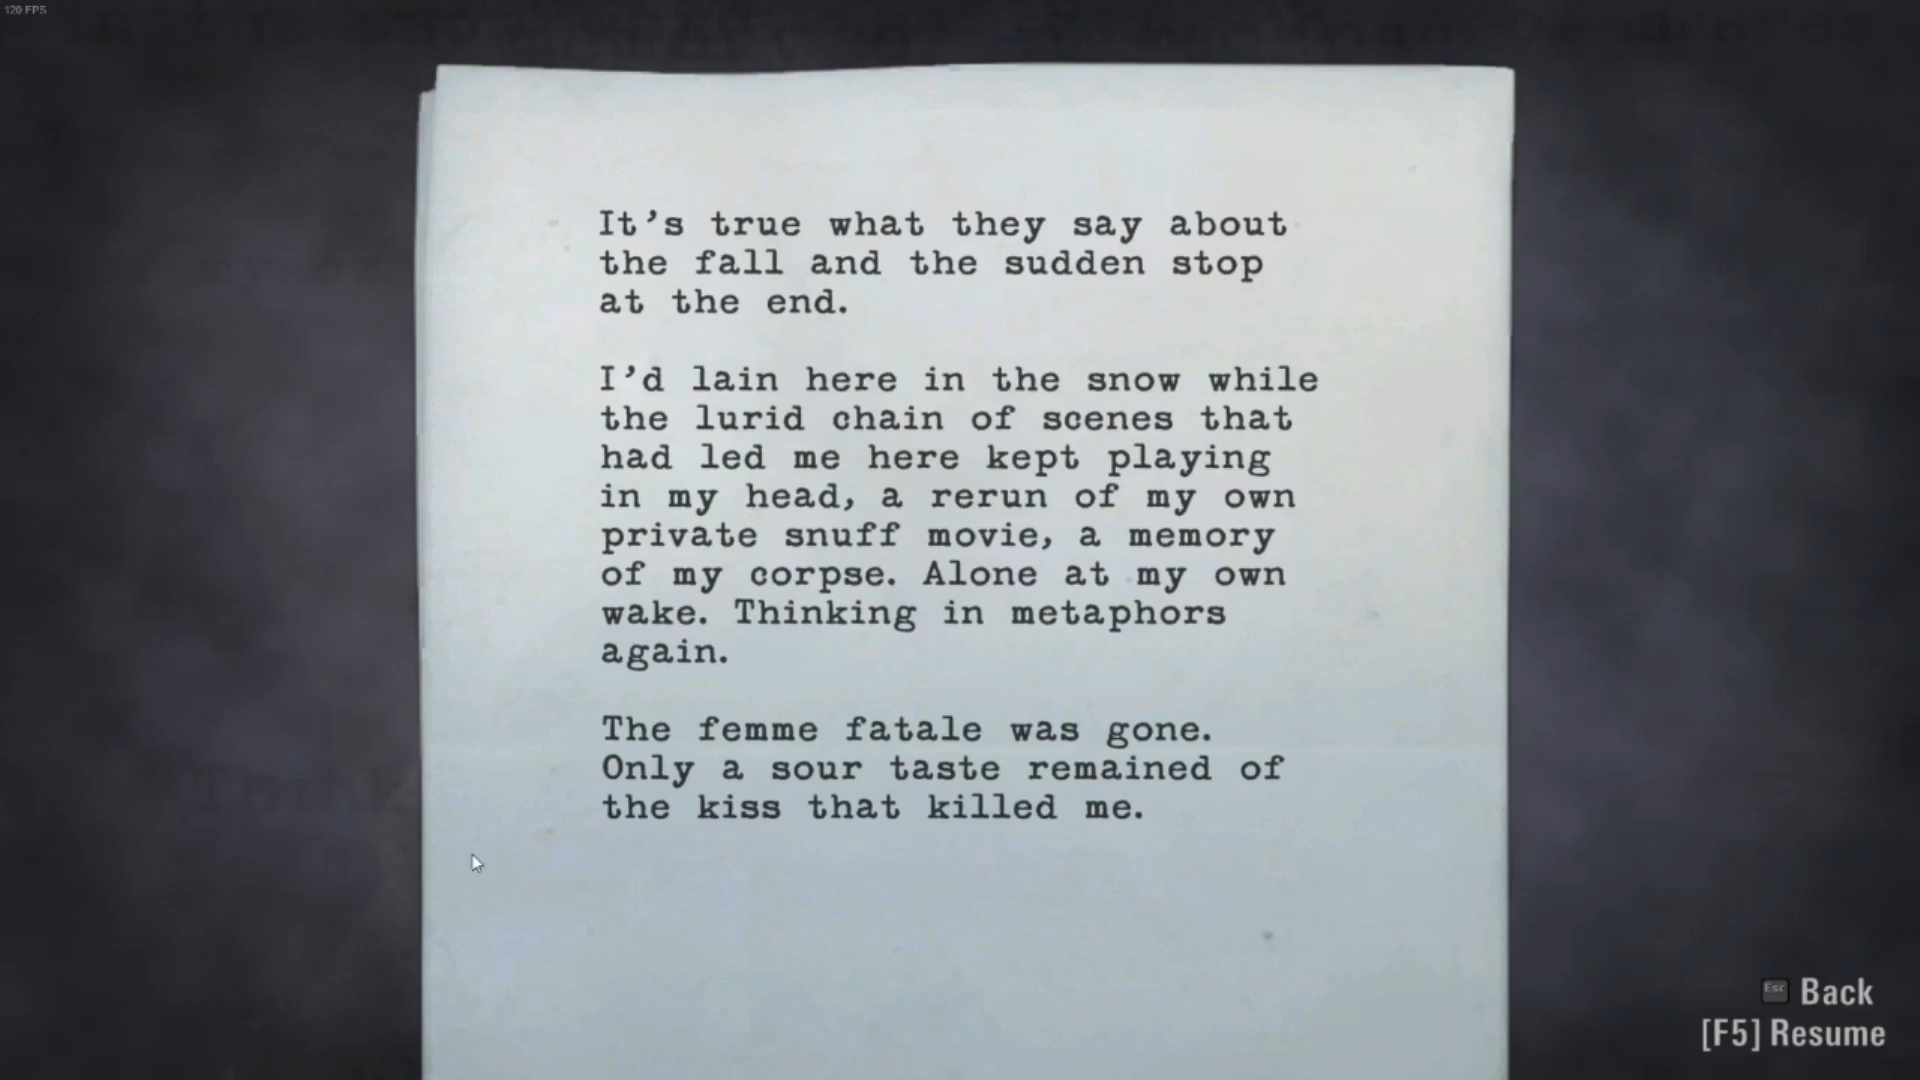 120 FPS
It's true what they say about
the fall and the sudden stop
at the end.
I'd lain here in the snow while
the lurid chain of scenes that
had led me here kept playing
in my head, a rerun of my own
private snuff movie, a memory
of my corpse. Alone at my own
wake. Thinking in metaphors
again.
The femme fatale was gone.
Only a sour taste remained of
the kiss that killed me.
Esc Back
[F5] Resume